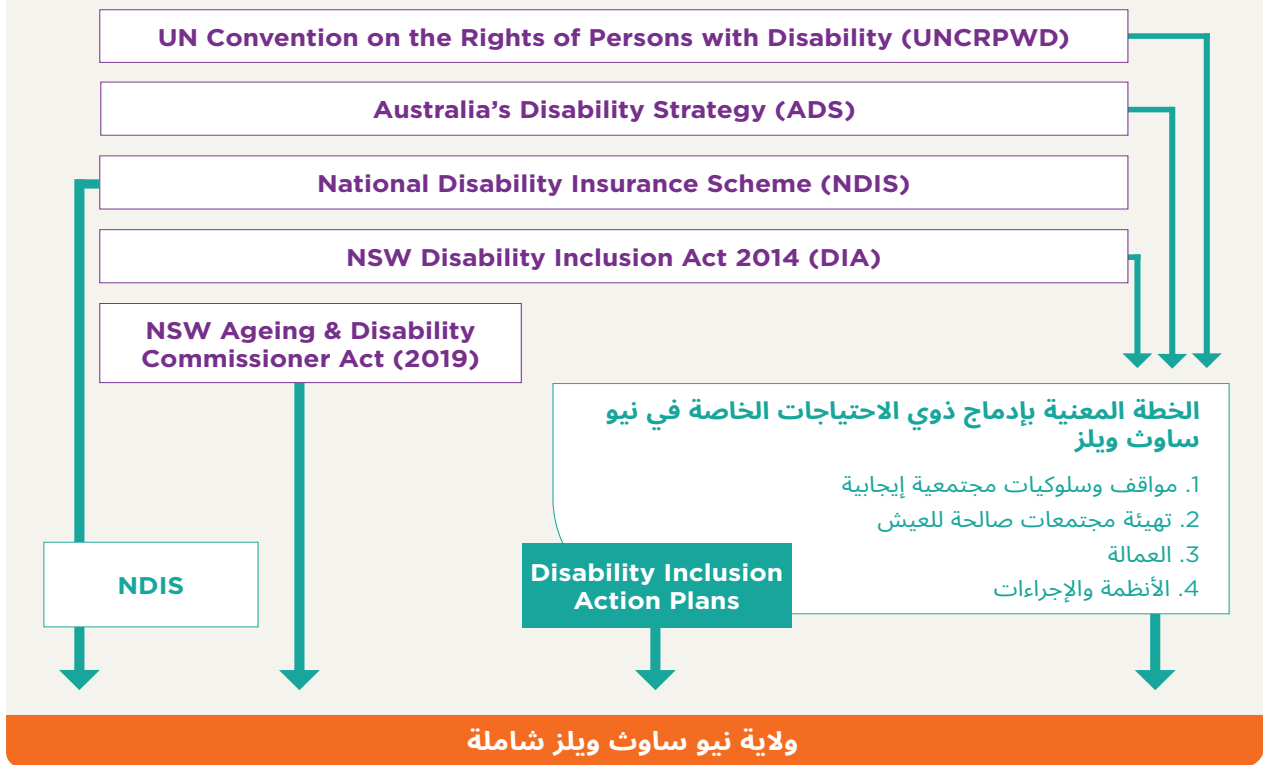 UN Convention on the Rights of Persons with Disability (UNCRPWD)
Australia’s Disability Strategy (ADS)
National Disability Insurance Scheme (NDIS)
NSW Disability Inclusion Act 2014 (DIA)
NSW Ageing & Disability
Commissioner Act (2019)
الخطة المعنية بإدماج ذوي الاحتياجات الخاصة في نيو
ساوث ويلز
1. مواقف وسلوكيات مجتمعية إيجابية
2. تهيئة مجتمعات صالحة للعيش
3. العمالة
4. الأنظمة والإجراءات
NDIS
Disability Inclusion
Action Plans
ولاية نيو ساوث ويلز شاملة